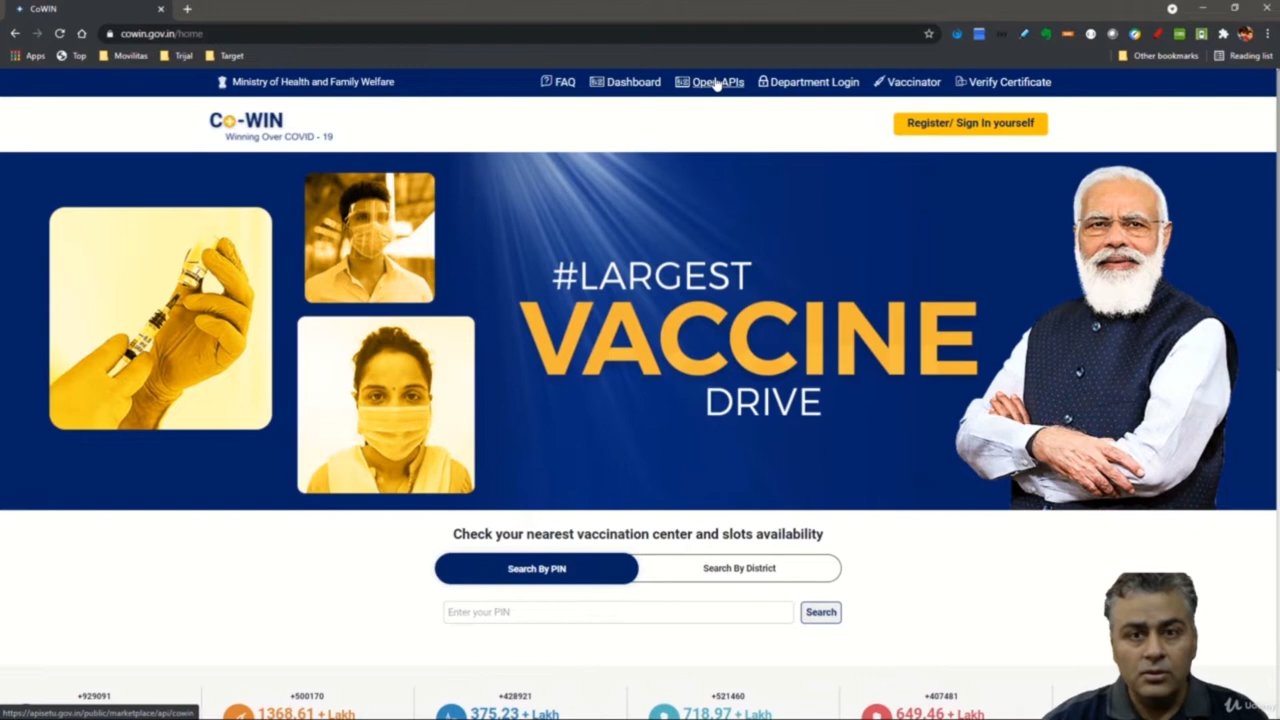 CoWIN
cowin.gov.in/home
Apps
Top
Movilitas
Trijal
Target
Other bookmarks
Reading list
Ministry of Health and Family Welfare
FAQ
Dashboard
Open APIs
Department Login
Vaccinator
Verify Certificate
Co-WIN
Winning Over COVID - 19
Register/ Sign In yourself
#LARGEST
VACCINE
DRIVE
Check your nearest vaccination center and slots availability
Search By PIN
Search By District
Enter your PIN
Search
+929091
+500170
+428921
+521460
+407481
1368.61 + Lakh
375.23 + Lakh
718.97 + Lakh
649.46 + Lakh
https://apisetu.gov.in/public/marketplace/api/cowin
Udemy